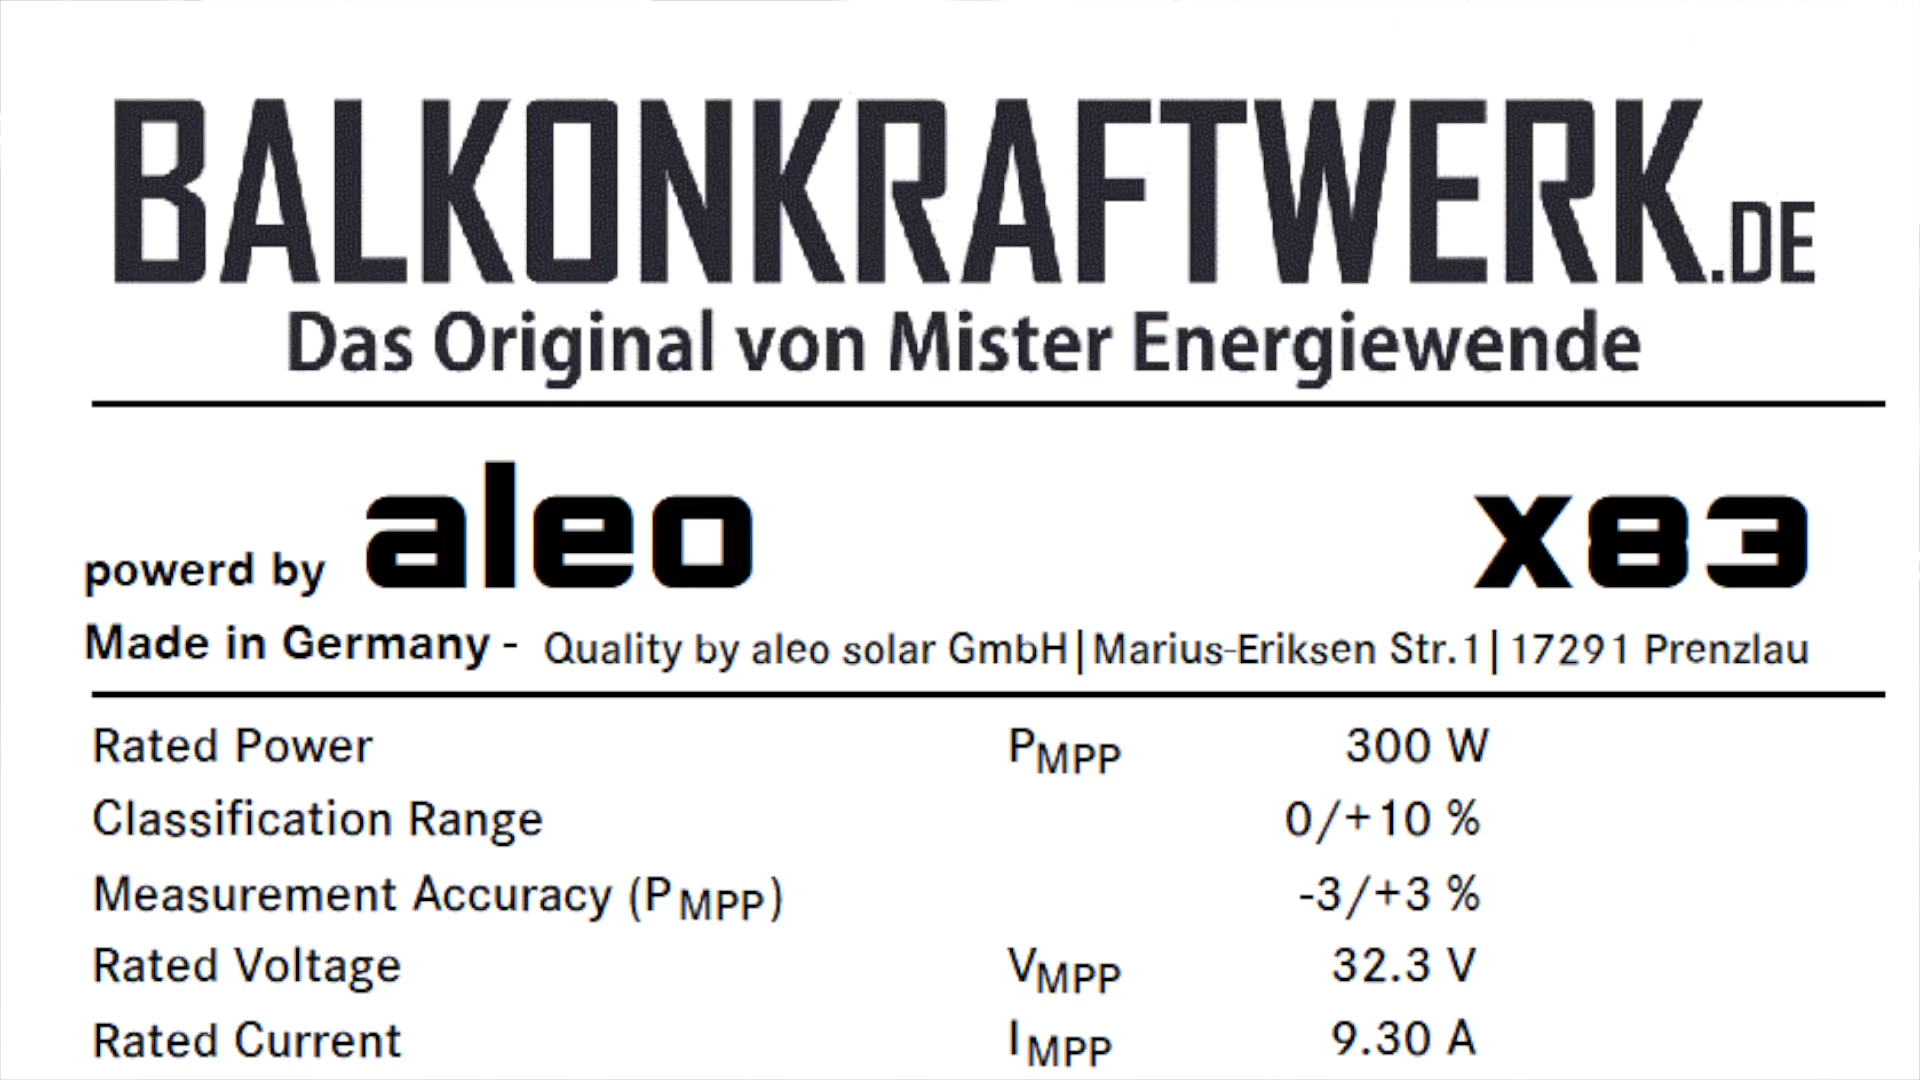 BALKONKRAFTWERK.DE
Das Original von Mister Energiewende
powerd by aleo x83
Made in Germany - Quality by aleo solar GmbH|Marius-Eriksen Str.1|17291 Prenzlau
Rated Power PMPP 300 W
Classification Range 0/+10 %
Measurement Accuracy (PMPP) -3/+3 %
Rated Voltage VMPP 32.3 V
Rated Current IMPP 9.30 A